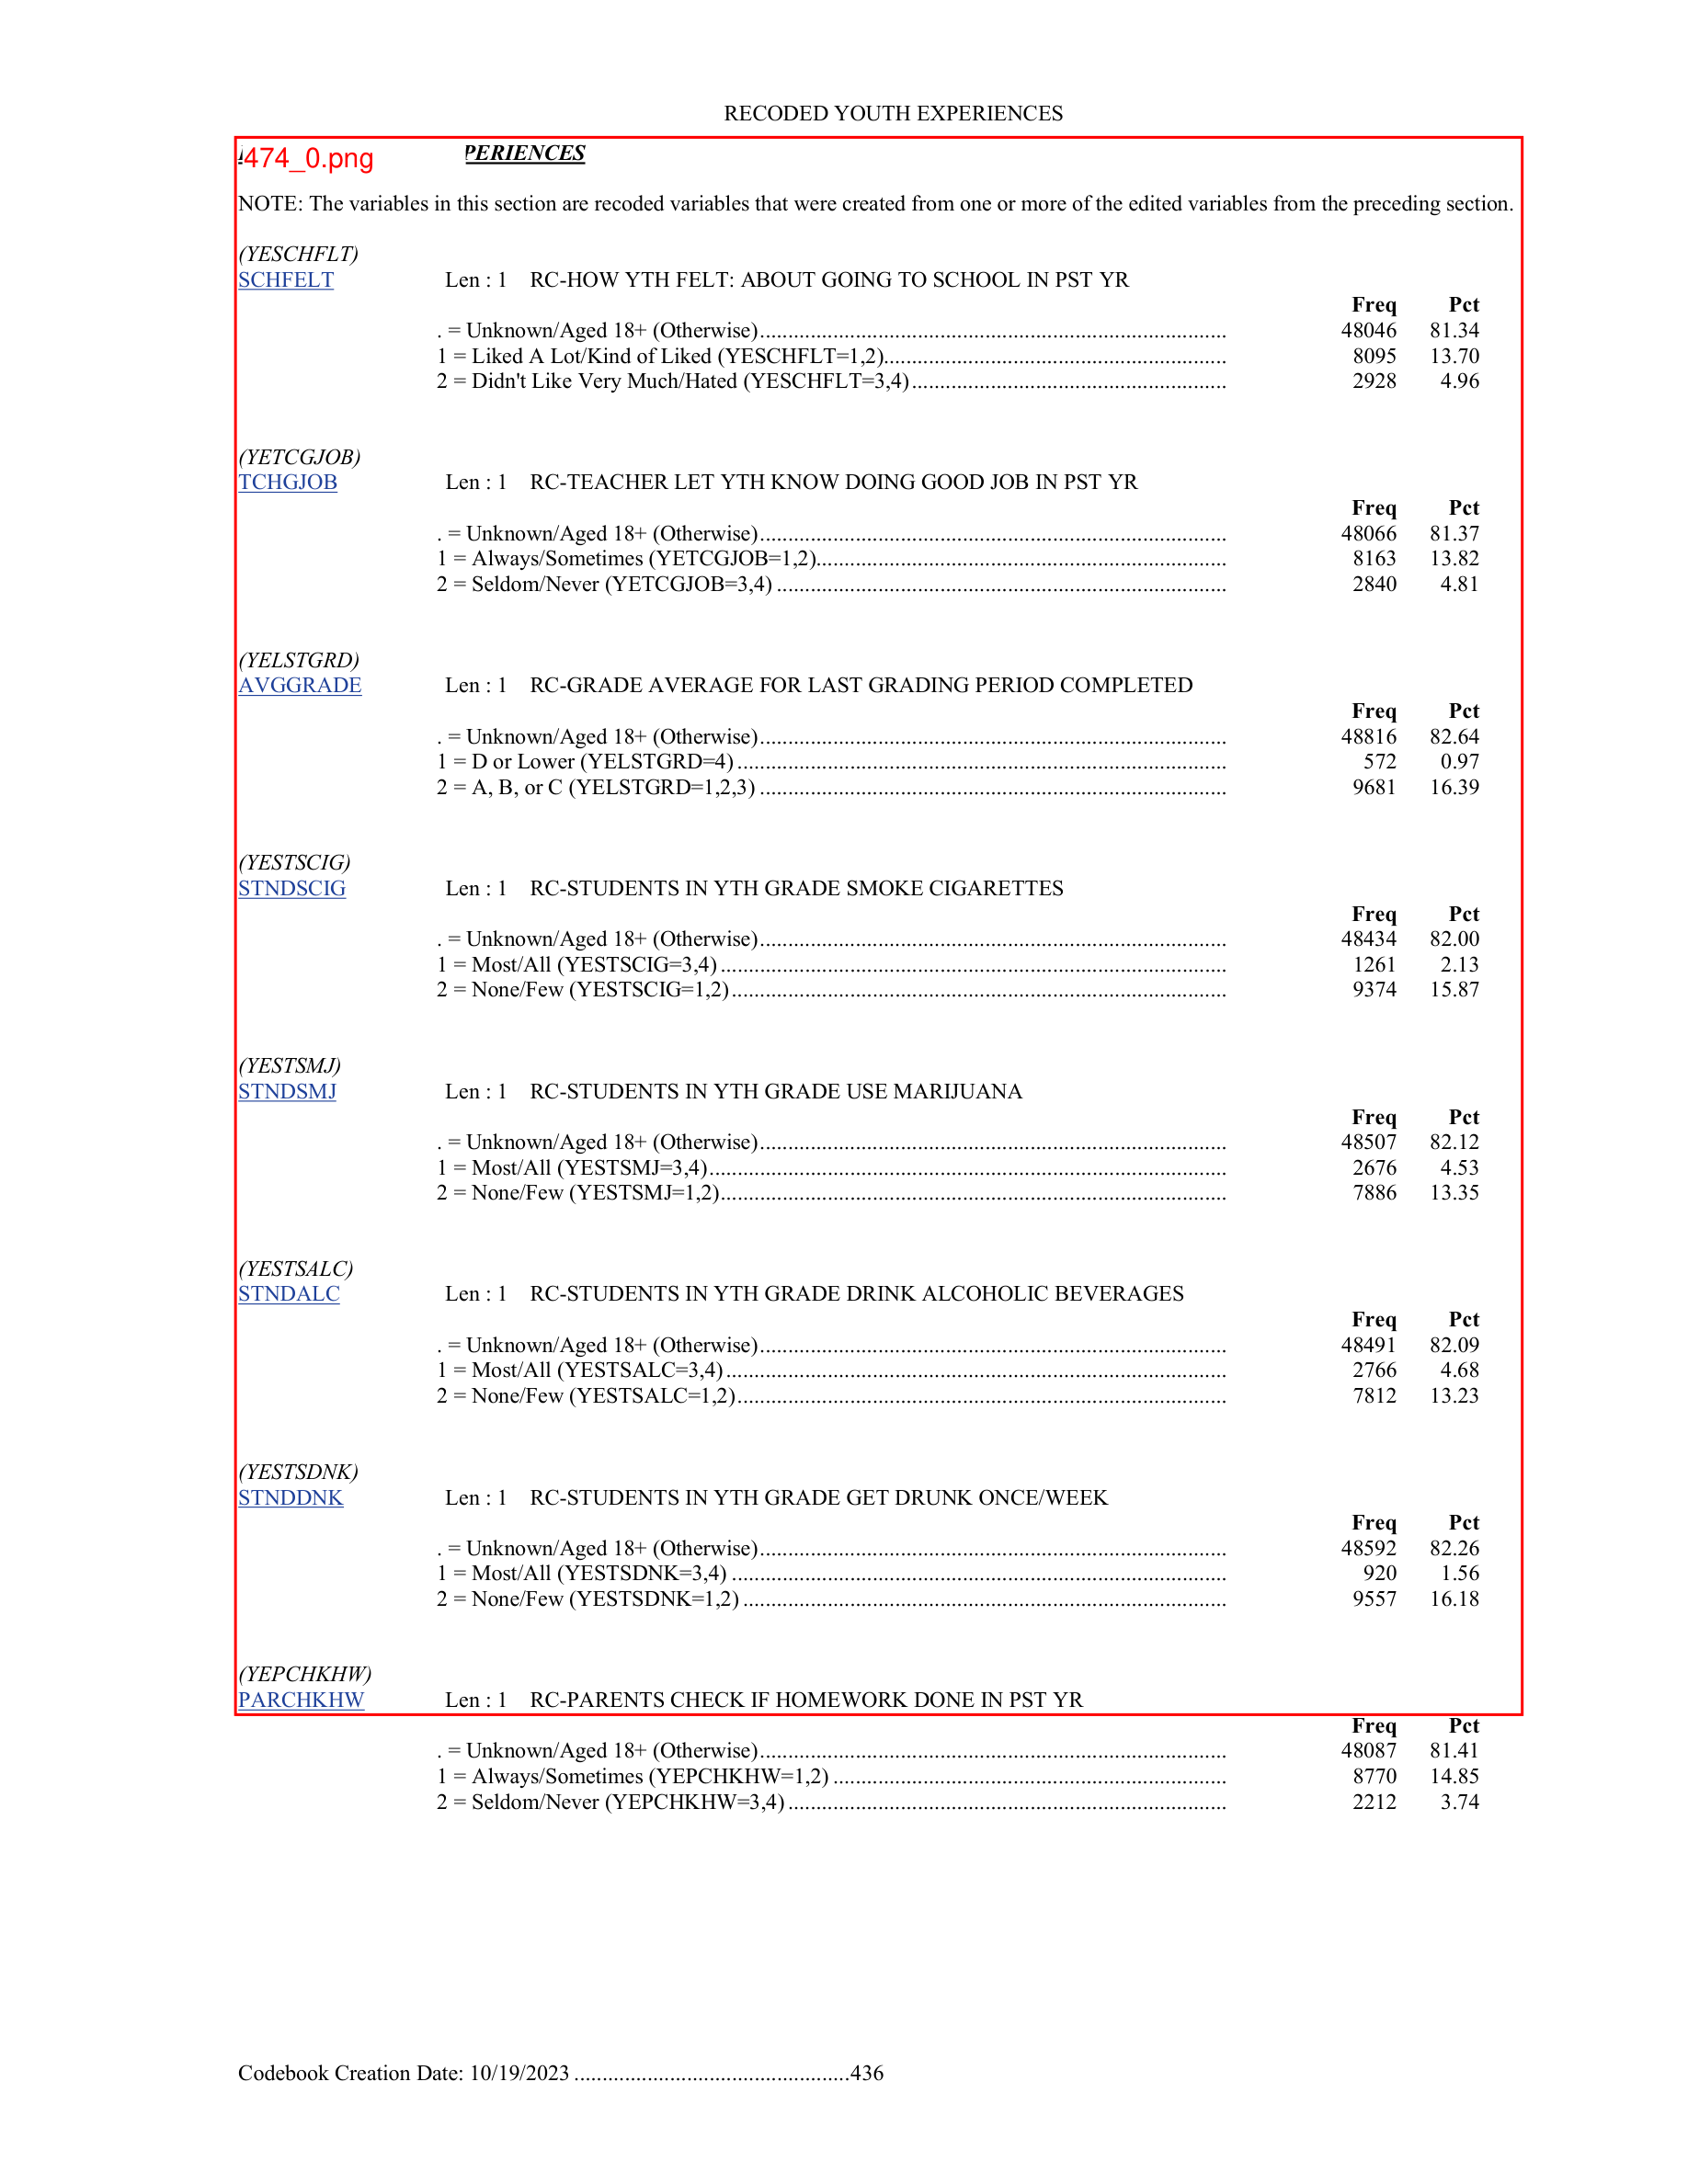 RECODED YOUTH EXPERIENCES
474_0.png PERIENCES
NOTE: The variables in this section are recoded variables that were created from one or more of the edited variables from the preceding section.
(YESCHFLT)
SCHFELT Len : 1 RC-HOW YTH FELT: ABOUT GOING TO SCHOOL IN PST YR
Freq Pct
. = Unknown/Aged 18+ (Otherwise) 48046 81.34
1 = Liked A Lot/Kind of Liked (YESCHFLT=1,2) 8095 13.70
2 = Didn't Like Very Much/Hated (YESCHFLT=3,4) 2928 4.96
(YETCGJOB)
TCHGJOB Len : 1 RC-TEACHER LET YTH KNOW DOING GOOD JOB IN PST YR
Freq Pct
. = Unknown/Aged 18+ (Otherwise) 48066 81.37
1 = Always/Sometimes (YETCGJOB=1,2) 8163 13.82
2 = Seldom/Never (YETCGJOB=3,4) 2840 4.81
(YELSTGRD)
AVGGRADE Len : 1 RC-GRADE AVERAGE FOR LAST GRADING PERIOD COMPLETED
Freq Pct
. = Unknown/Aged 18+ (Otherwise) 48816 82.64
1 = D or Lower (YELSTGRD=4) 572 0.97
2 = A, B, or C (YELSTGRD=1,2,3) 9681 16.39
(YESTSCIG)
STNDSCIG Len : 1 RC-STUDENTS IN YTH GRADE SMOKE CIGARETTES
Freq Pct
. = Unknown/Aged 18+ (Otherwise) 48434 82.00
1 = Most/All (YESTSCIG=3,4) 1261 2.13
2 = None/Few (YESTSCIG=1,2) 9374 15.87
(YESTSMJ)
STNDSMJ Len : 1 RC-STUDENTS IN YTH GRADE USE MARIJUANA
Freq Pct
. = Unknown/Aged 18+ (Otherwise) 48507 82.12
1 = Most/All (YESTSMJ=3,4) 2676 4.53
2 = None/Few (YESTSMJ=1,2) 7886 13.35
(YESTSALC)
STNDALC Len : 1 RC-STUDENTS IN YTH GRADE DRINK ALCOHOLIC BEVERAGES
Freq Pct
. = Unknown/Aged 18+ (Otherwise) 48491 82.09
1 = Most/All (YESTSALC=3,4) 2766 4.68
2 = None/Few (YESTSALC=1,2) 7812 13.23
(YESTSDNK)
STNDDNK Len : 1 RC-STUDENTS IN YTH GRADE GET DRUNK ONCE/WEEK
Freq Pct
. = Unknown/Aged 18+ (Otherwise) 48592 82.26
1 = Most/All (YESTSDNK=3,4) 920 1.56
2 = None/Few (YESTSDNK=1,2) 9557 16.18
(YEPCHKHW)
PARCHKHW Len : 1 RC-PARENTS CHECK IF HOMEWORK DONE IN PST YR
Freq Pct
. = Unknown/Aged 18+ (Otherwise) 48087 81.41
1 = Always/Sometimes (YEPCHKHW=1,2) 8770 14.85
2 = Seldom/Never (YEPCHKHW=3,4) 2212 3.74
Codebook Creation Date: 10/19/2023 436